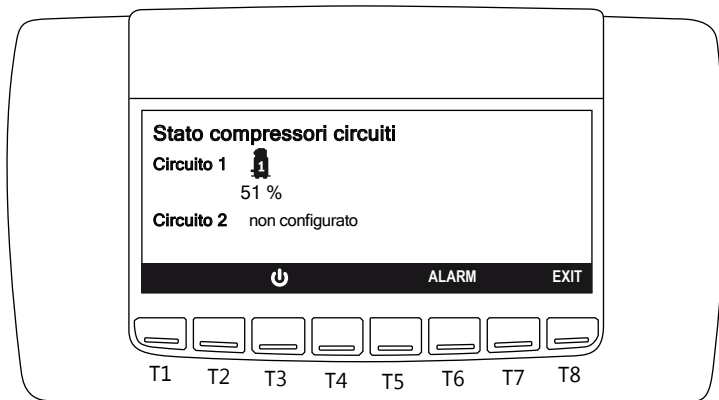 Stato compressori circuiti
Circuito 1 1
51 %
Circuito 2 non configurato
ALARM EXIT
T1 T2 T3 T4 T5 T6 T7 T8